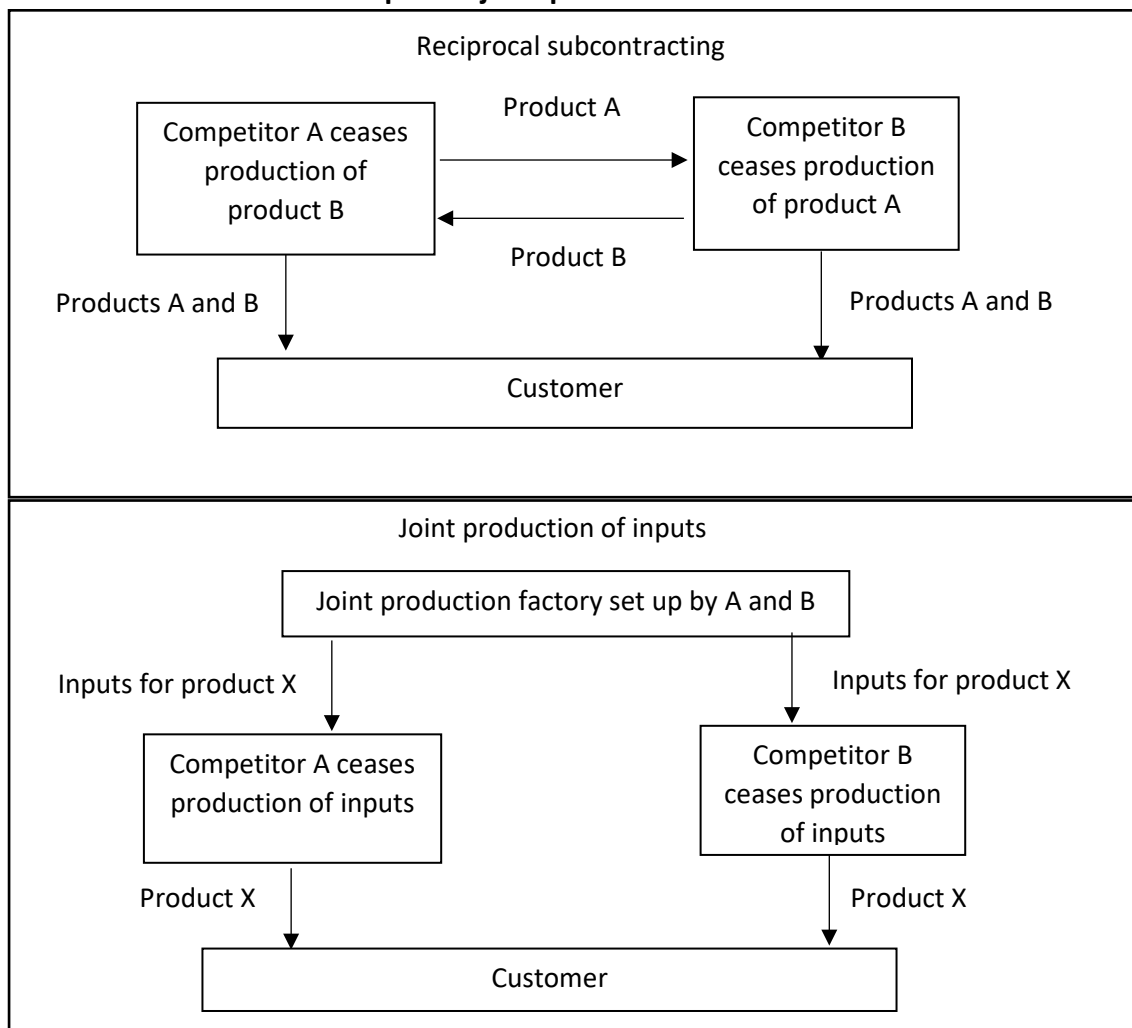 Reciprocal subcontracting
Product A
Competitor A ceases
production of
product B
Competitor B
ceases production
of product A
Product B
Products A and B
Products A and B
Customer
Joint production of inputs
Joint production factory set up by A and B
Inputs for product X
Inputs for product X
Competitor A ceases
production of inputs
Competitor B
ceases production
of inputs
Product X
Product X
Customer